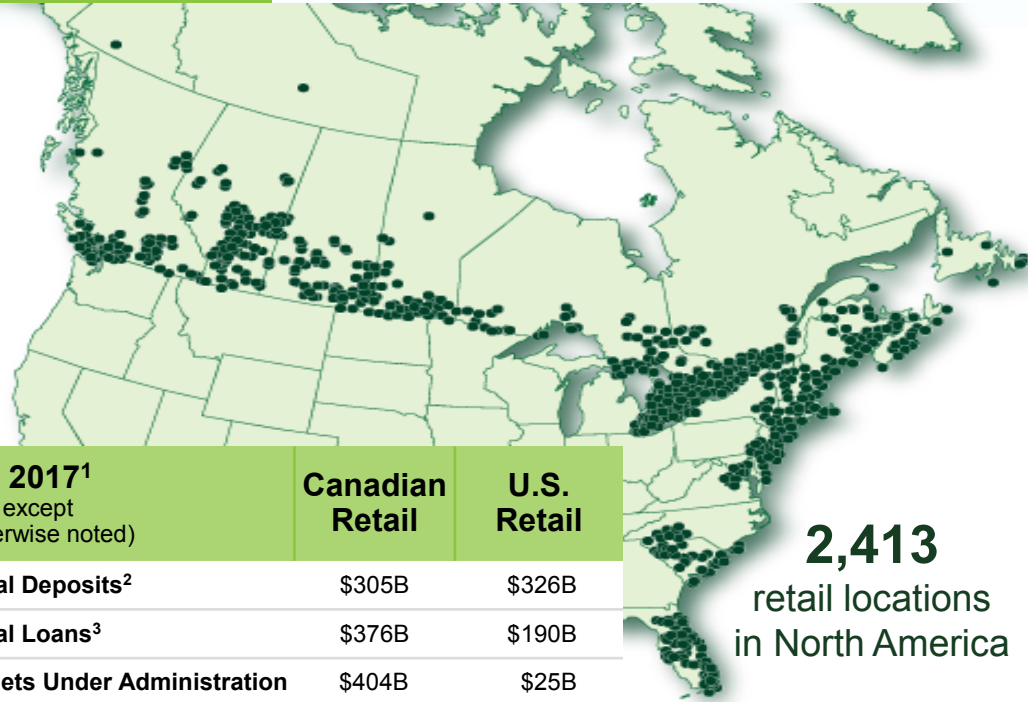 2017¹ Canadian Retail U.S. Retail
except
erwise noted)
al Deposits² $305B $326B
al Loans³ $376B $190B
ets Under Administration $404B $25B
2,413
retail locations
in North America